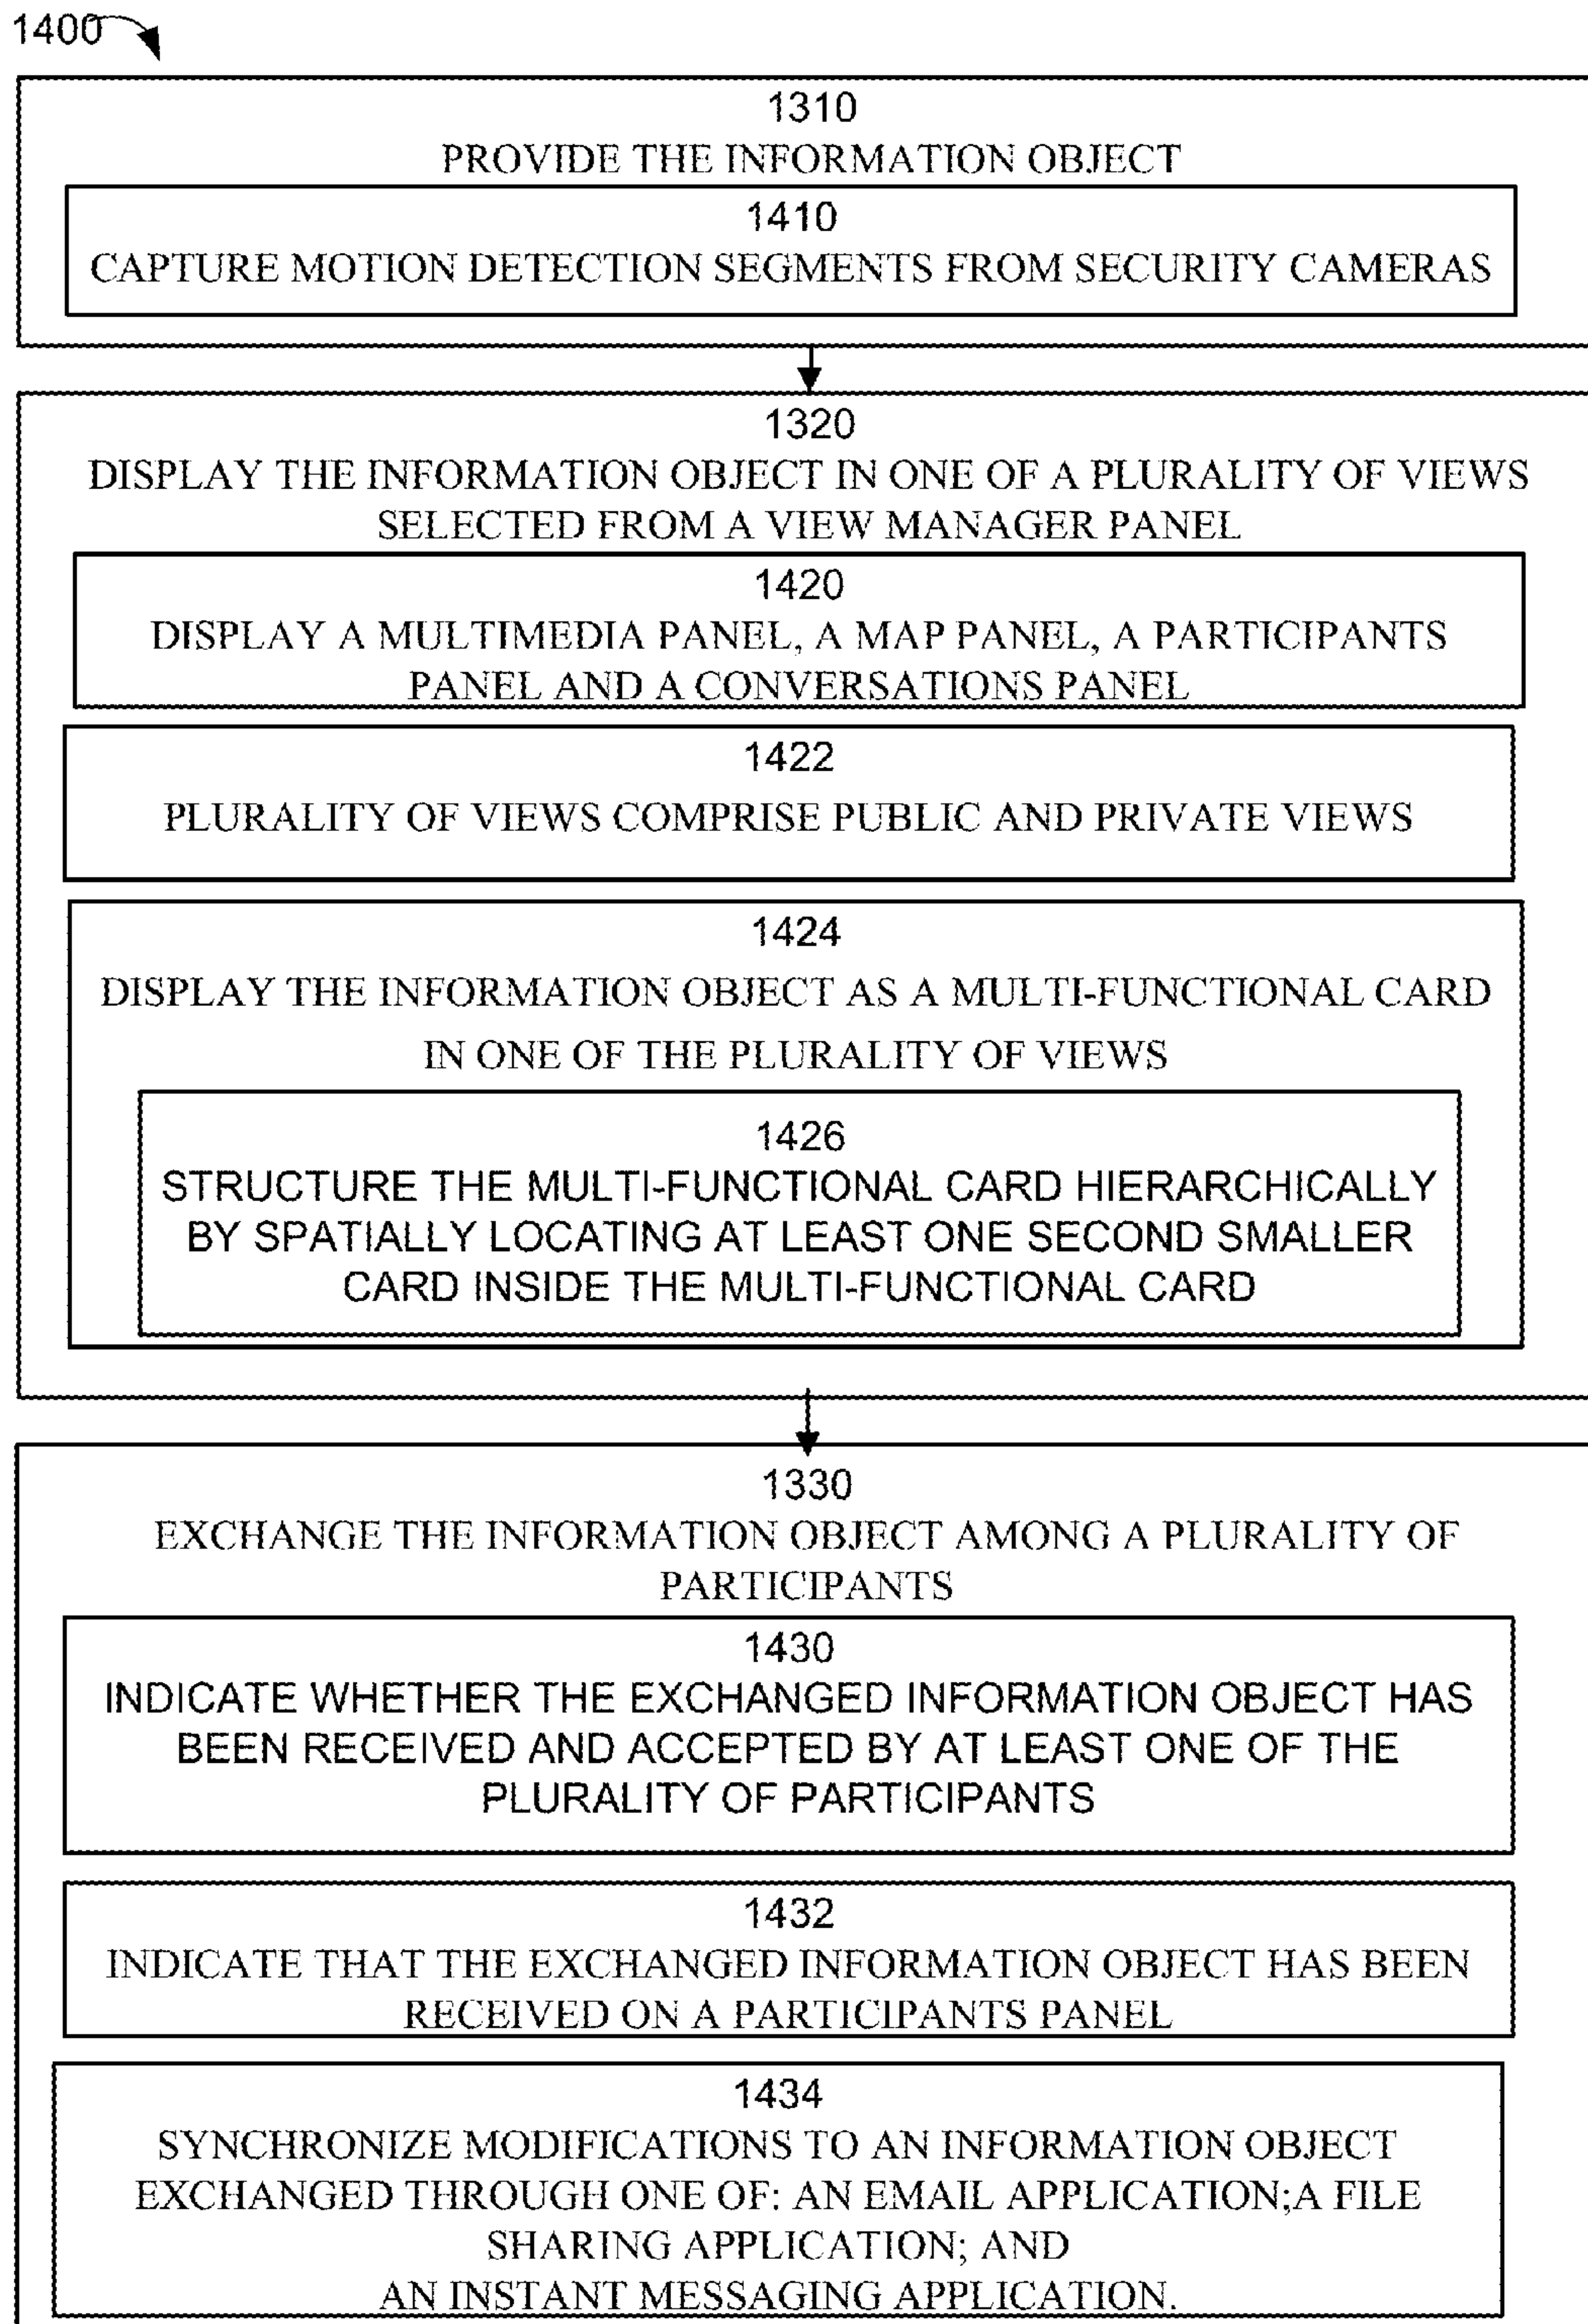 1400
1310
PROVIDE THE INFORMATION OBJECT
1410
CAPTURE MOTION DETECTION SEGMENTS FROM SECURITY CAMERAS
1320
DISPLAY THE INFORMATION OBJECT IN ONE OF A PLURALITY OF VIEWS
SELECTED FROM A VIEW MANAGER PANEL
1420
DISPLAY A MULTIMEDIA PANEL, A MAP PANEL, A PARTICIPANTS
PANEL AND A CONVERSATIONS PANEL
1422
PLURALITY OF VIEWS COMPRISE PUBLIC AND PRIVATE VIEWS
1424
DISPLAY THE INFORMATION OBJECT AS A MULTI-FUNCTIONAL CARD
IN ONE OF THE PLURALITY OF VIEWS
1426
STRUCTURE THE MULTI-FUNCTIONAL CARD HIERARCHICALLY
BY SPATIALLY LOCATING AT LEAST ONE SECOND SMALLER
CARD INSIDE THE MULTI-FUNCTIONAL CARD
1330
EXCHANGE THE INFORMATION OBJECT AMONG A PLURALITY OF
PARTICIPANTS
1430
INDICATE WHETHER THE EXCHANGED INFORMATION OBJECT HAS
BEEN RECEIVED AND ACCEPTED BY AT LEAST ONE OF THE
PLURALITY OF PARTICIPANTS
1432
INDICATE THAT THE EXCHANGED INFORMATION OBJECT HAS BEEN
RECEIVED ON A PARTICIPANTS PANEL
1434
SYNCHRONIZE MODIFICATIONS TO AN INFORMATION OBJECT
EXCHANGED THROUGH ONE OF: AN EMAIL APPLICATION;A FILE
SHARING APPLICATION; AND
AN INSTANT MESSAGING APPLICATION.